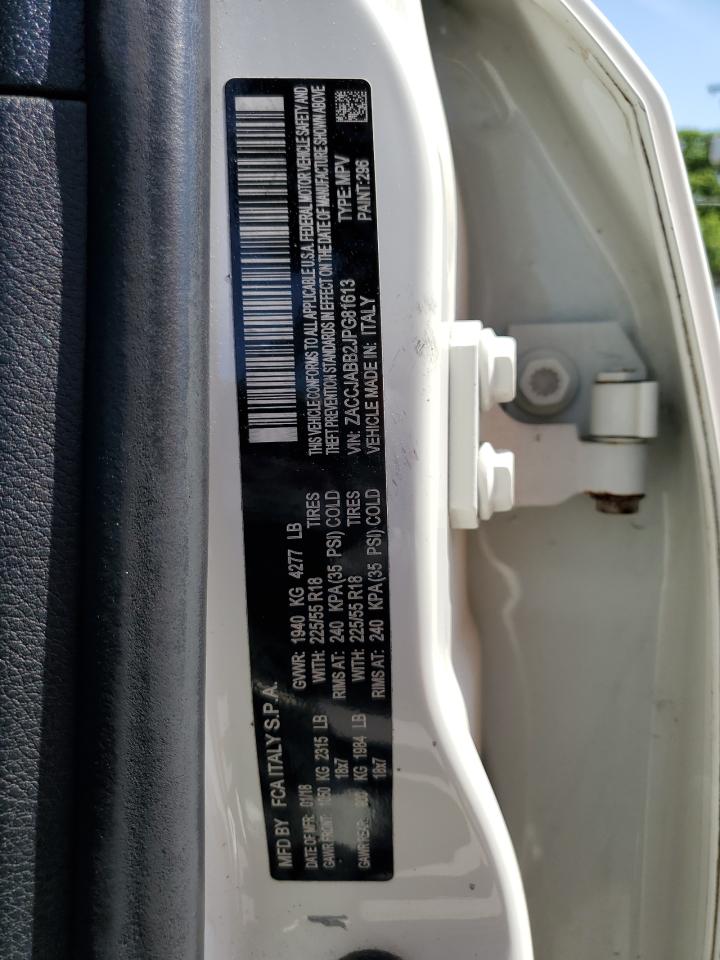 MFD BY FCA ITALY S.P.A. GVWR: 1940 KG 4277 LB
DATE OF MFR: 01/18 WITH: 225/55 R18 TIRES
GAWR FRONT: 1050 KG 2315 LB RIMS AT: 240 KPA(35 PSI) COLD
18x7
WITH: 225/55 R18 TIRES
GAWR REAR: 900 KG 1984 LB RIMS AT: 240 KPA(35 PSI) COLD
18x7
THIS VEHICLE CONFORMS TO ALL APPLICABLE U.S.A. FEDERAL MOTOR VEHICLE SAFETY AND
THEFT PREVENTION STANDARDS IN EFFECT ON THE DATE OF MANUFACTURE SHOWN ABOVE
VIN: ZACCJABB2JPG81613 TYPE:MPV
VEHICLE MADE IN: ITALY PAINT:296